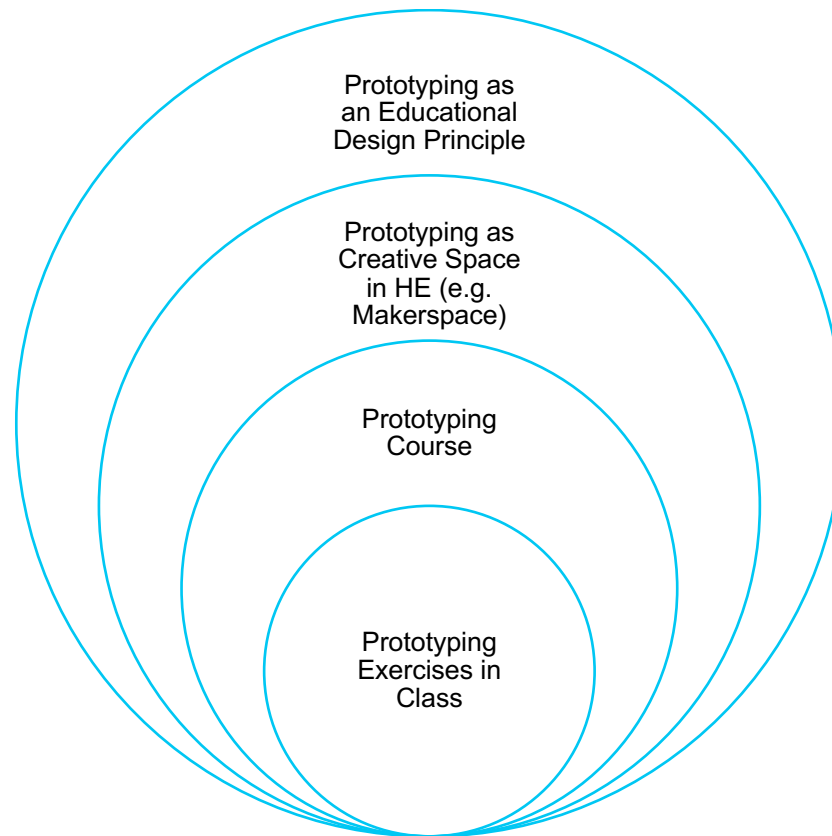 Prototyping as
an Educational
Design Principle
Prototyping as
Creative Space
in HE (e.g.
Makerspace)
Prototyping
Course
Prototyping
Exercises in
Class